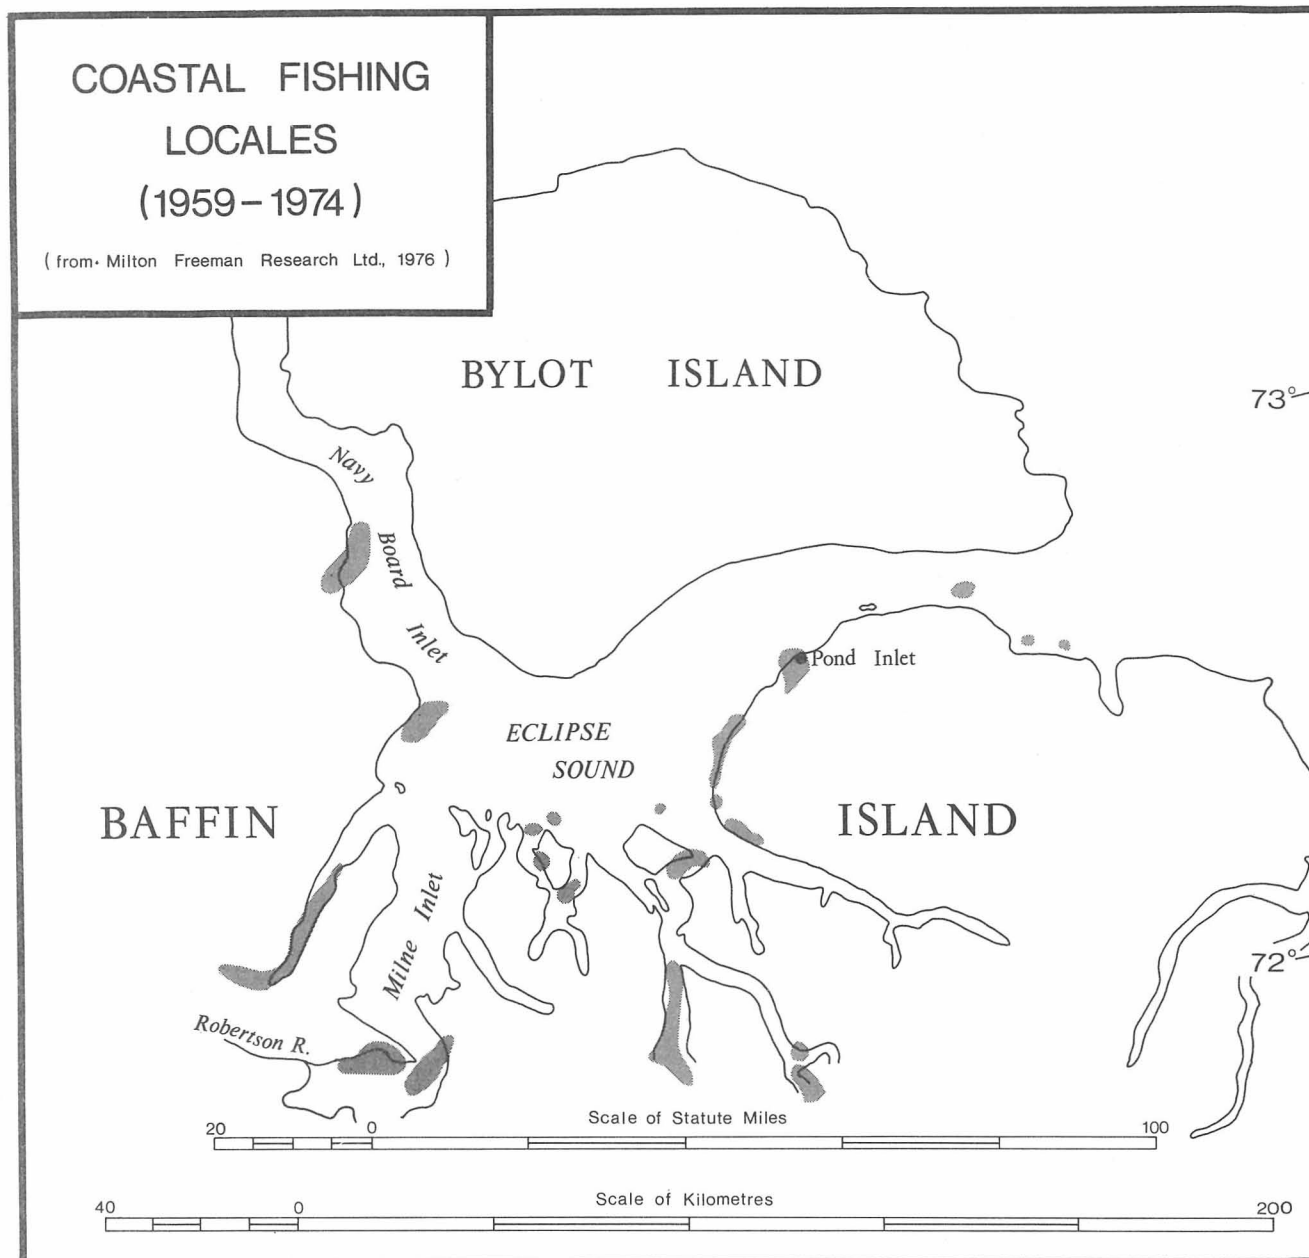 COASTAL FISHING
LOCALES
(1959-1974)
(from. Milton Freeman Research Ltd., 1976)
BYLOT ISLAND
73°
Navy
Board
Inlet
Pond Inlet
ECLIPSE
SOUND
BAFFIN
ISLAND
Milne Inlet
72°
Robertson R.
Scale of Statute Miles
20 0 100
Scale of Kilometres
40 0 200